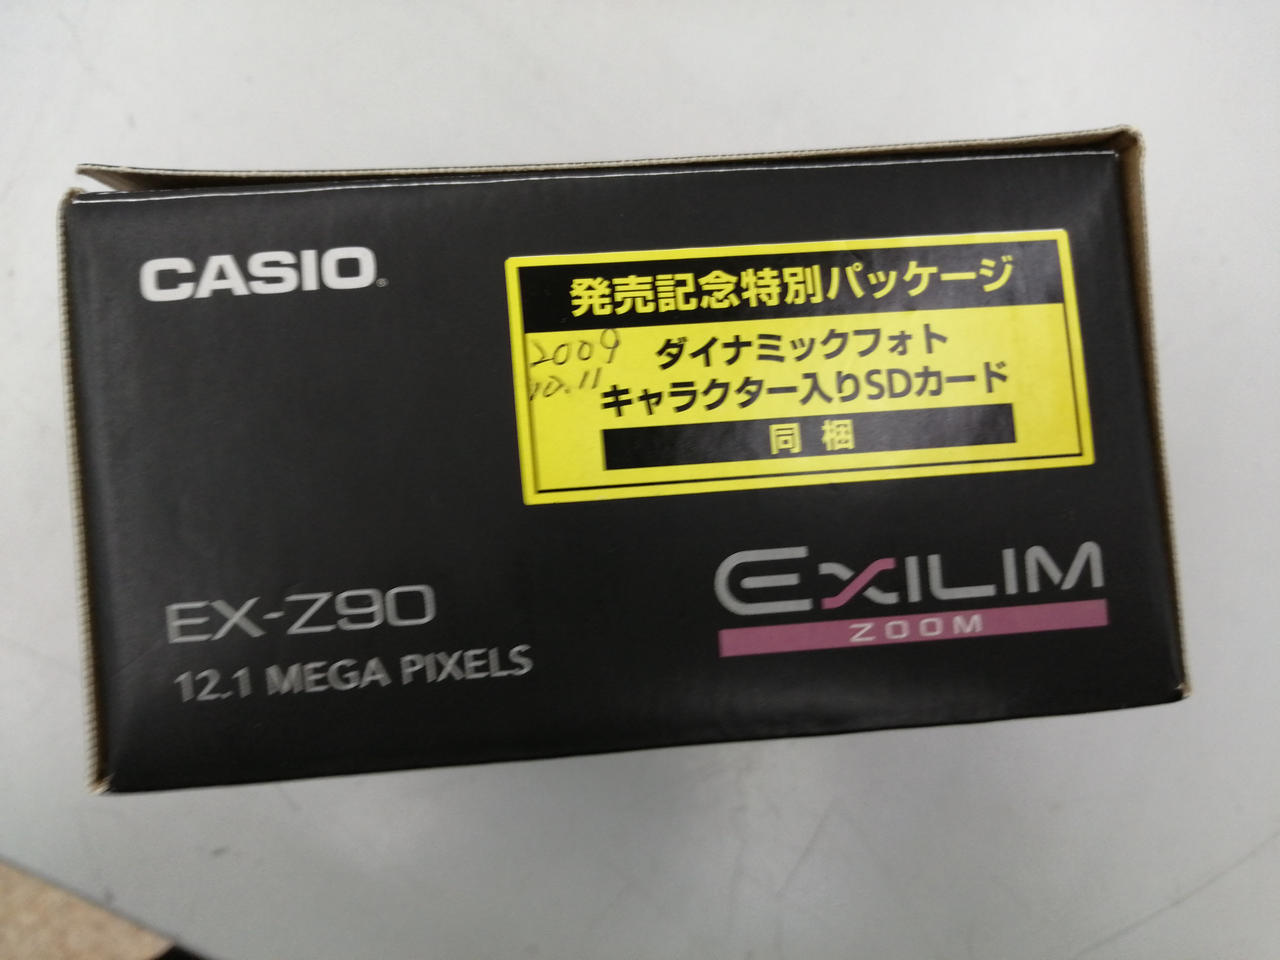 CASIO
発売記念特別パッケージ
2009
10.11
ダイナミックフォト
キャラクター入りSDカード
同梱
EXILIM
ZOOM
EX-Z90
12.1 MEGA PIXELS